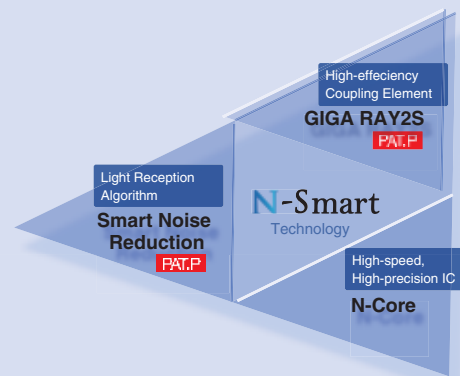 High-effeciency
Coupling Element
GIGA RAY2S
PAT.P
Light Reception
Algorithm
Smart Noise
Reduction
PAT.P
N-Smart
Technology
High-speed,
High-precision IC
N-Core